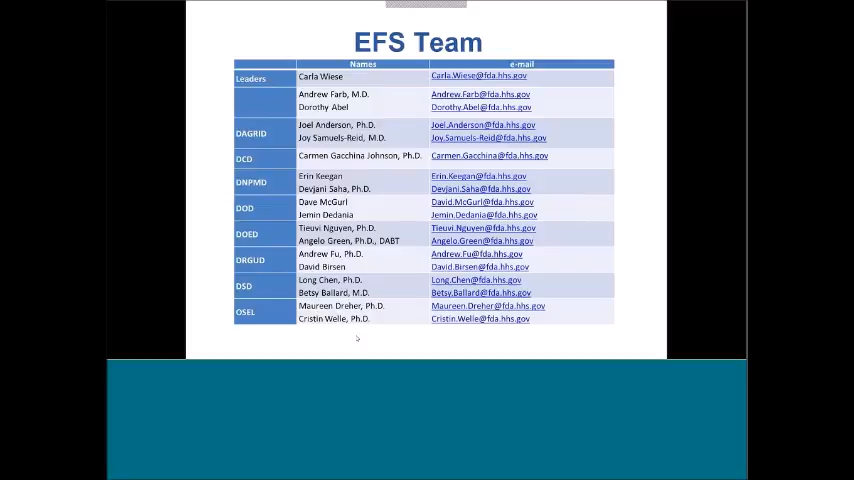 EFS Team
Names e-mail
Leaders Carla Wiese Carla.Wiese@fda.hhs.gov
Andrew Farb, M.D. Andrew.Farb@fda.hhs.gov
Dorothy Abel Dorothy.Abel@fda.hhs.gov
DAGRID Joel Anderson, Ph.D. Joel.Anderson@fda.hhs.gov
Joy Samuels-Reid, M.D. Joy.Samuels-Reid@fda.hhs.gov
DCD Carmen Gacchina Johnson, Ph.D. Carmen.Gacchina@fda.hhs.gov
DNPMD Erin Keegan Erin.Keegan@fda.hhs.gov
Devjani Saha, Ph.D. Devjani.Saha@fda.hhs.gov
DOD Dave McGurl David.McGurl@fda.hhs.gov
Jemin Dedania Jemin.Dedania@fda.hhs.gov
DOED Tieuvi Nguyen, Ph.D. Tieuvi.Nguyen@fda.hhs.gov
Angelo Green, Ph.D., DABT Angelo.Green@fda.hhs.gov
DRGUD Andrew Fu, Ph.D. Andrew.Fu@fda.hhs.gov
David Birsen David.Birsen@fda.hhs.gov
DSD Long Chen, Ph.D. Long.Chen@fda.hhs.gov
Betsy Ballard, M.D. Betsy.Ballard@fda.hhs.gov
OSEL Maureen Dreher, Ph.D. Maureen.Dreher@fda.hhs.gov
Cristin Welle, Ph.D. Cristin.Welle@fda.hhs.gov